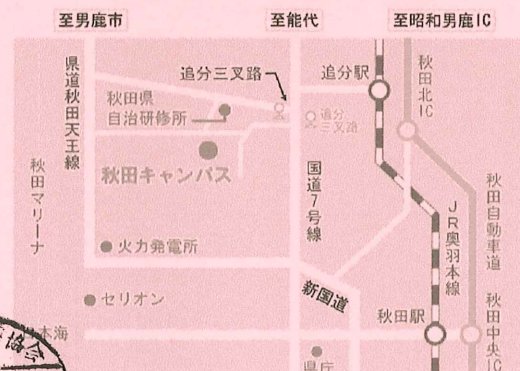 至男鹿市
至能代
至昭和男鹿IC
県道秋田天王線
追分三叉路
追分駅
秋田北IC
秋田県
自治研修所
追分
三叉路
秋田キャンパス
秋田マリーナ
国道7号線
JR奥羽本線
秋田自動車道
火力発電所
セリオン
新国道
秋田駅
秋田中央IC
本海
協会
県庁